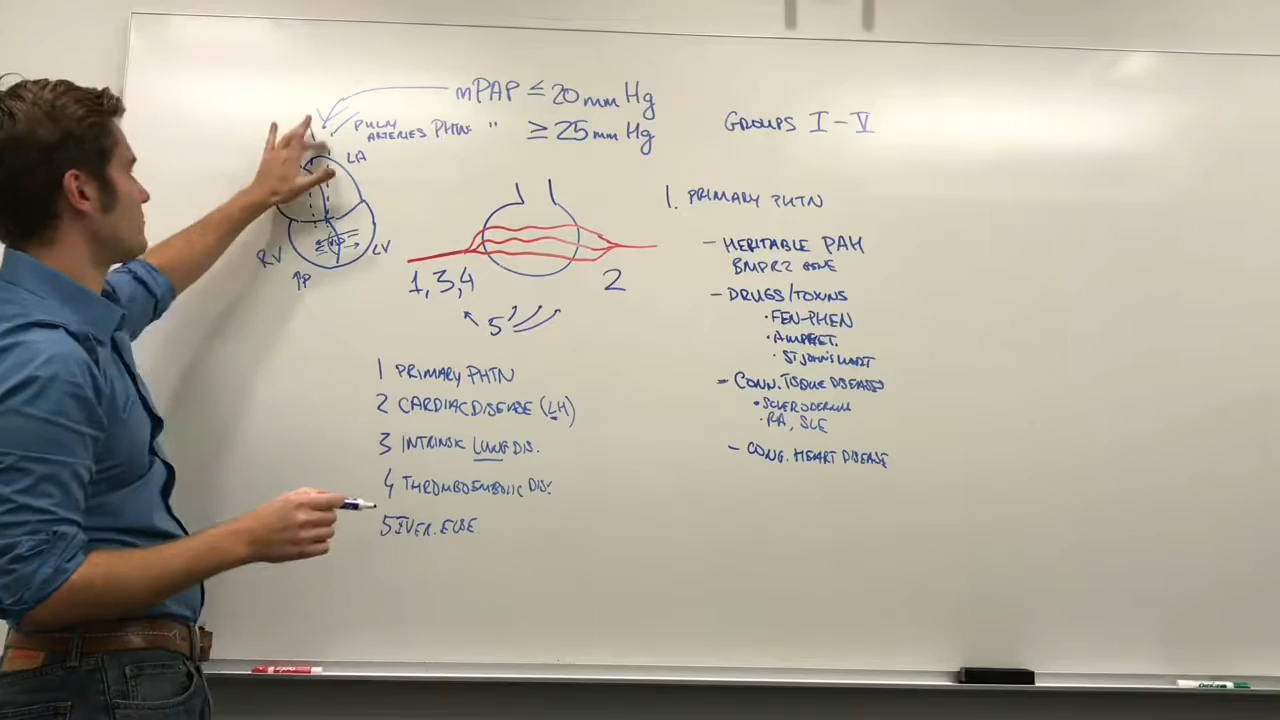 mPAP ≤ 20 mm Hg
PULM
ARTERIES PHTN " ≥ 25 mm Hg
LA
RV
LV
↑P
1, 3, 4
2
5
1 PRIMARY PHTN
2 CARDIAC DISEASE (LH)
3 INTRINSIC LUNG DIS.
4 THROMBOEMBOLIC DIS.
5 EVER. ELSE
GROUPS I-V
1. PRIMARY PHTN
- HERITABLE PAH
BMPR2 GENE
- DRUGS/TOXINS
• FEN-PHEN
• AMPHET.
• ST JOHN'S WART
- CONN. TISSUE DISEASES
• SCLERODERMA
• RA, SLE
- CONG. HEART DISEASE